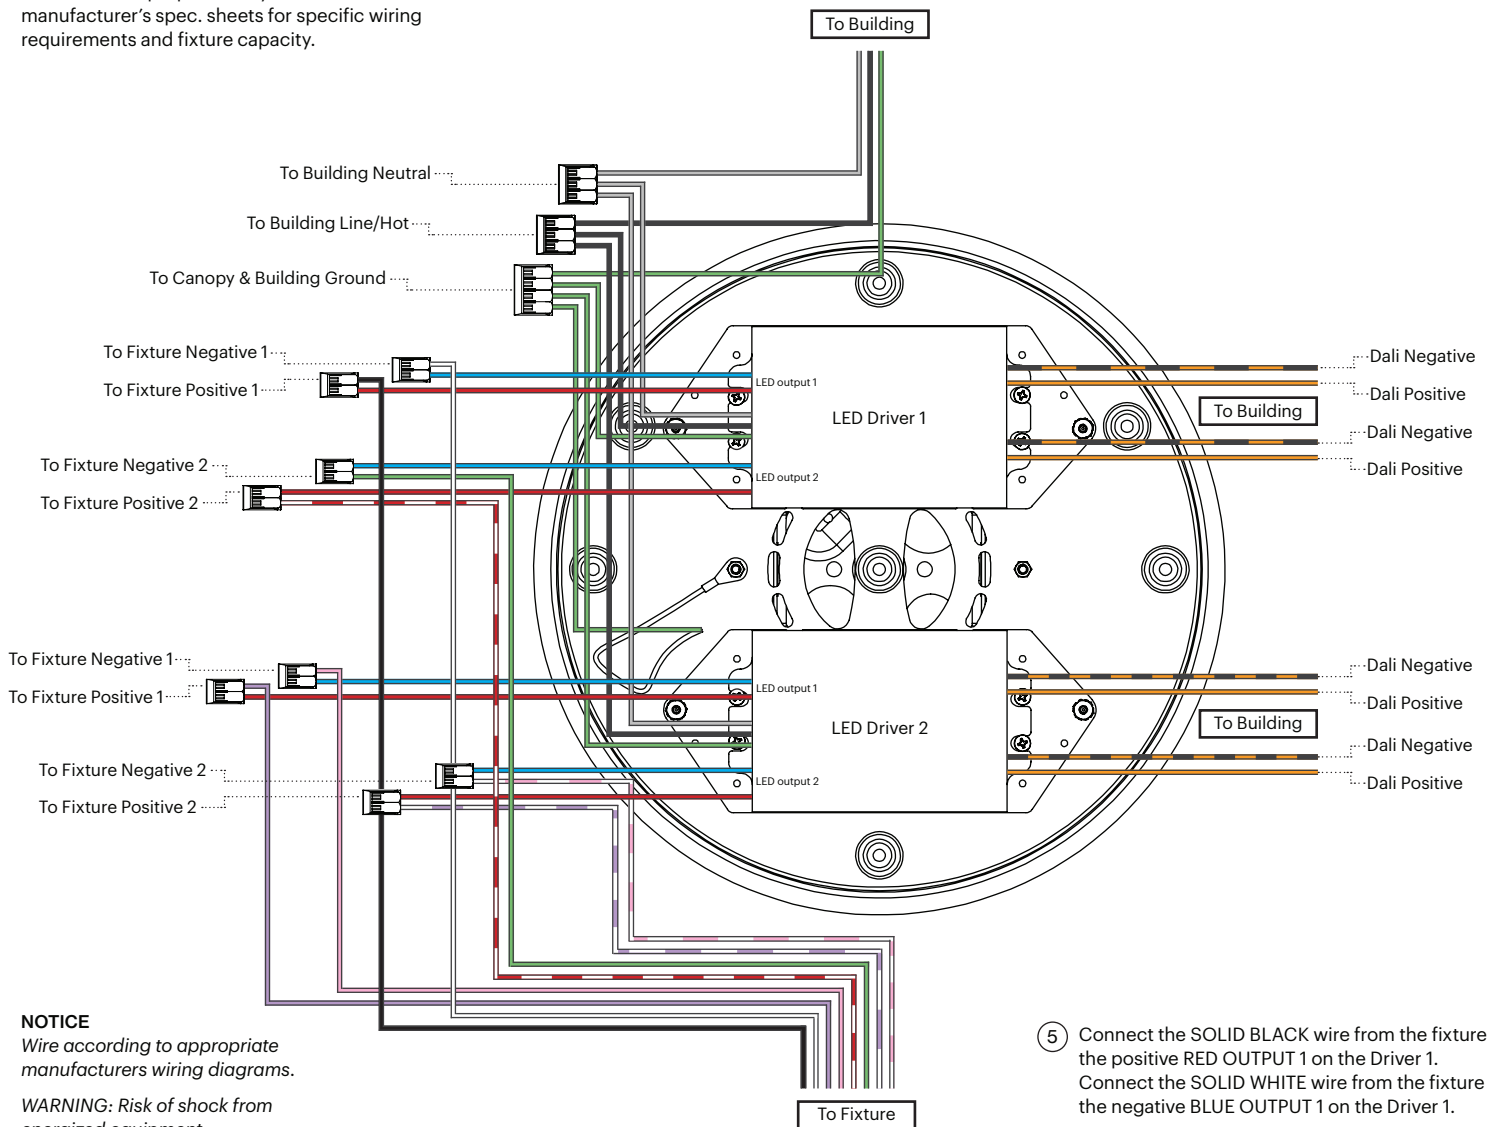 manufacturer's spec. sheets for specific wiring
requirements and fixture capacity.
To Building
To Building Neutral
To Building Line/Hot
To Canopy & Building Ground
To Fixture Negative 1
To Fixture Positive 1
To Fixture Negative 2
To Fixture Positive 2
LED output 1
LED Driver 1
LED output 2
Dali Negative
Dali Positive
To Building
Dali Negative
Dali Positive
To Fixture Negative 1
To Fixture Positive 1
To Fixture Negative 2
To Fixture Positive 2
LED output 1
LED Driver 2
LED output 2
Dali Negative
Dali Positive
To Building
Dali Negative
Dali Positive
NOTICE
Wire according to appropriate
manufacturers wiring diagrams.
WARNING: Risk of shock from
To Fixture
5 Connect the SOLID BLACK wire from the fixture
the positive RED OUTPUT 1 on the Driver 1.
Connect the SOLID WHITE wire from the fixture
the negative BLUE OUTPUT 1 on the Driver 1.